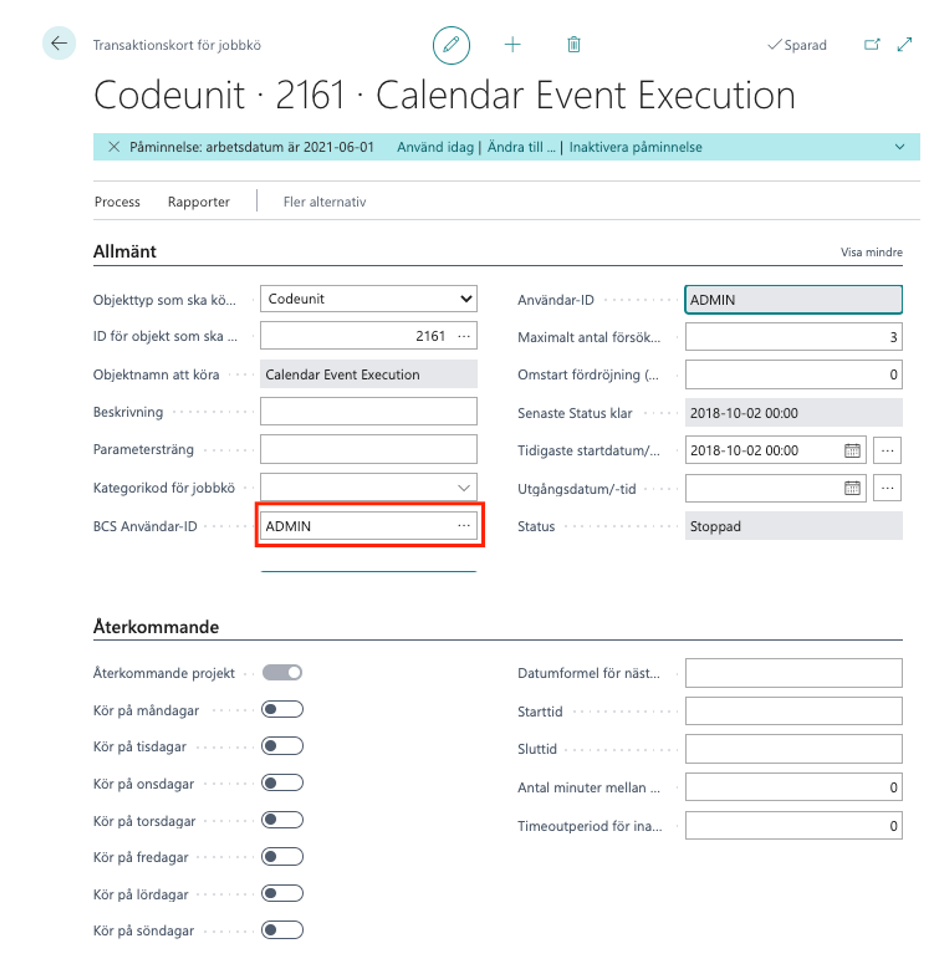 Transaktionskort för jobbkö
Sparad
Codeunit · 2161 · Calendar Event Execution
Påminnelse: arbetsdatum är 2021-06-01 Använd idag | Ändra till ... | Inaktivera påminnelse
Process Rapporter Fler alternativ
Allmänt
Visa mindre
Objekttyp som ska kö... Codeunit
ID för objekt som ska ... 2161 ···
Objektnamn att köra Calendar Event Execution
Beskrivning
Parametersträng
Kategorikod för jobbkö
BCS Användar-ID ADMIN ···
Användar-ID ADMIN
Maximalt antal försök... 3
Omstart fördröjning (... 0
Senaste Status klar 2018-10-02 00:00
Tidigaste startdatum/... 2018-10-02 00:00 ···
Utgångsdatum/-tid ···
Status Stoppad
Återkommande
Återkommande projekt
Kör på måndagar
Kör på tisdagar
Kör på onsdagar
Kör på torsdagar
Kör på fredagar
Kör på lördagar
Kör på söndagar
Datumformel för näst...
Starttid
Sluttid
Antal minuter mellan ... 0
Timeoutperiod för ina... 0